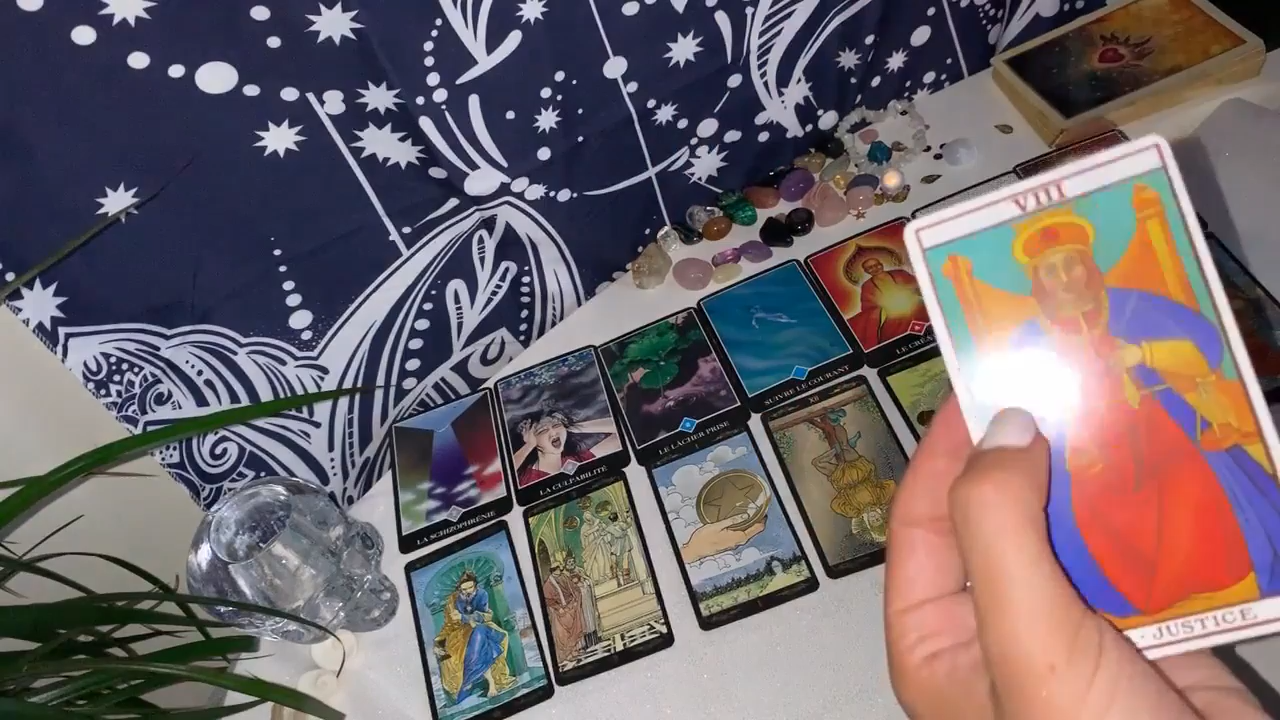 VIII
· JUSTICE
LA SCHIZOPHRÉNIE
LA CULPABILITÉ
LE LÂCHER PRISE
SUIVRE LE COURANT
LE CRÉA
I
XII